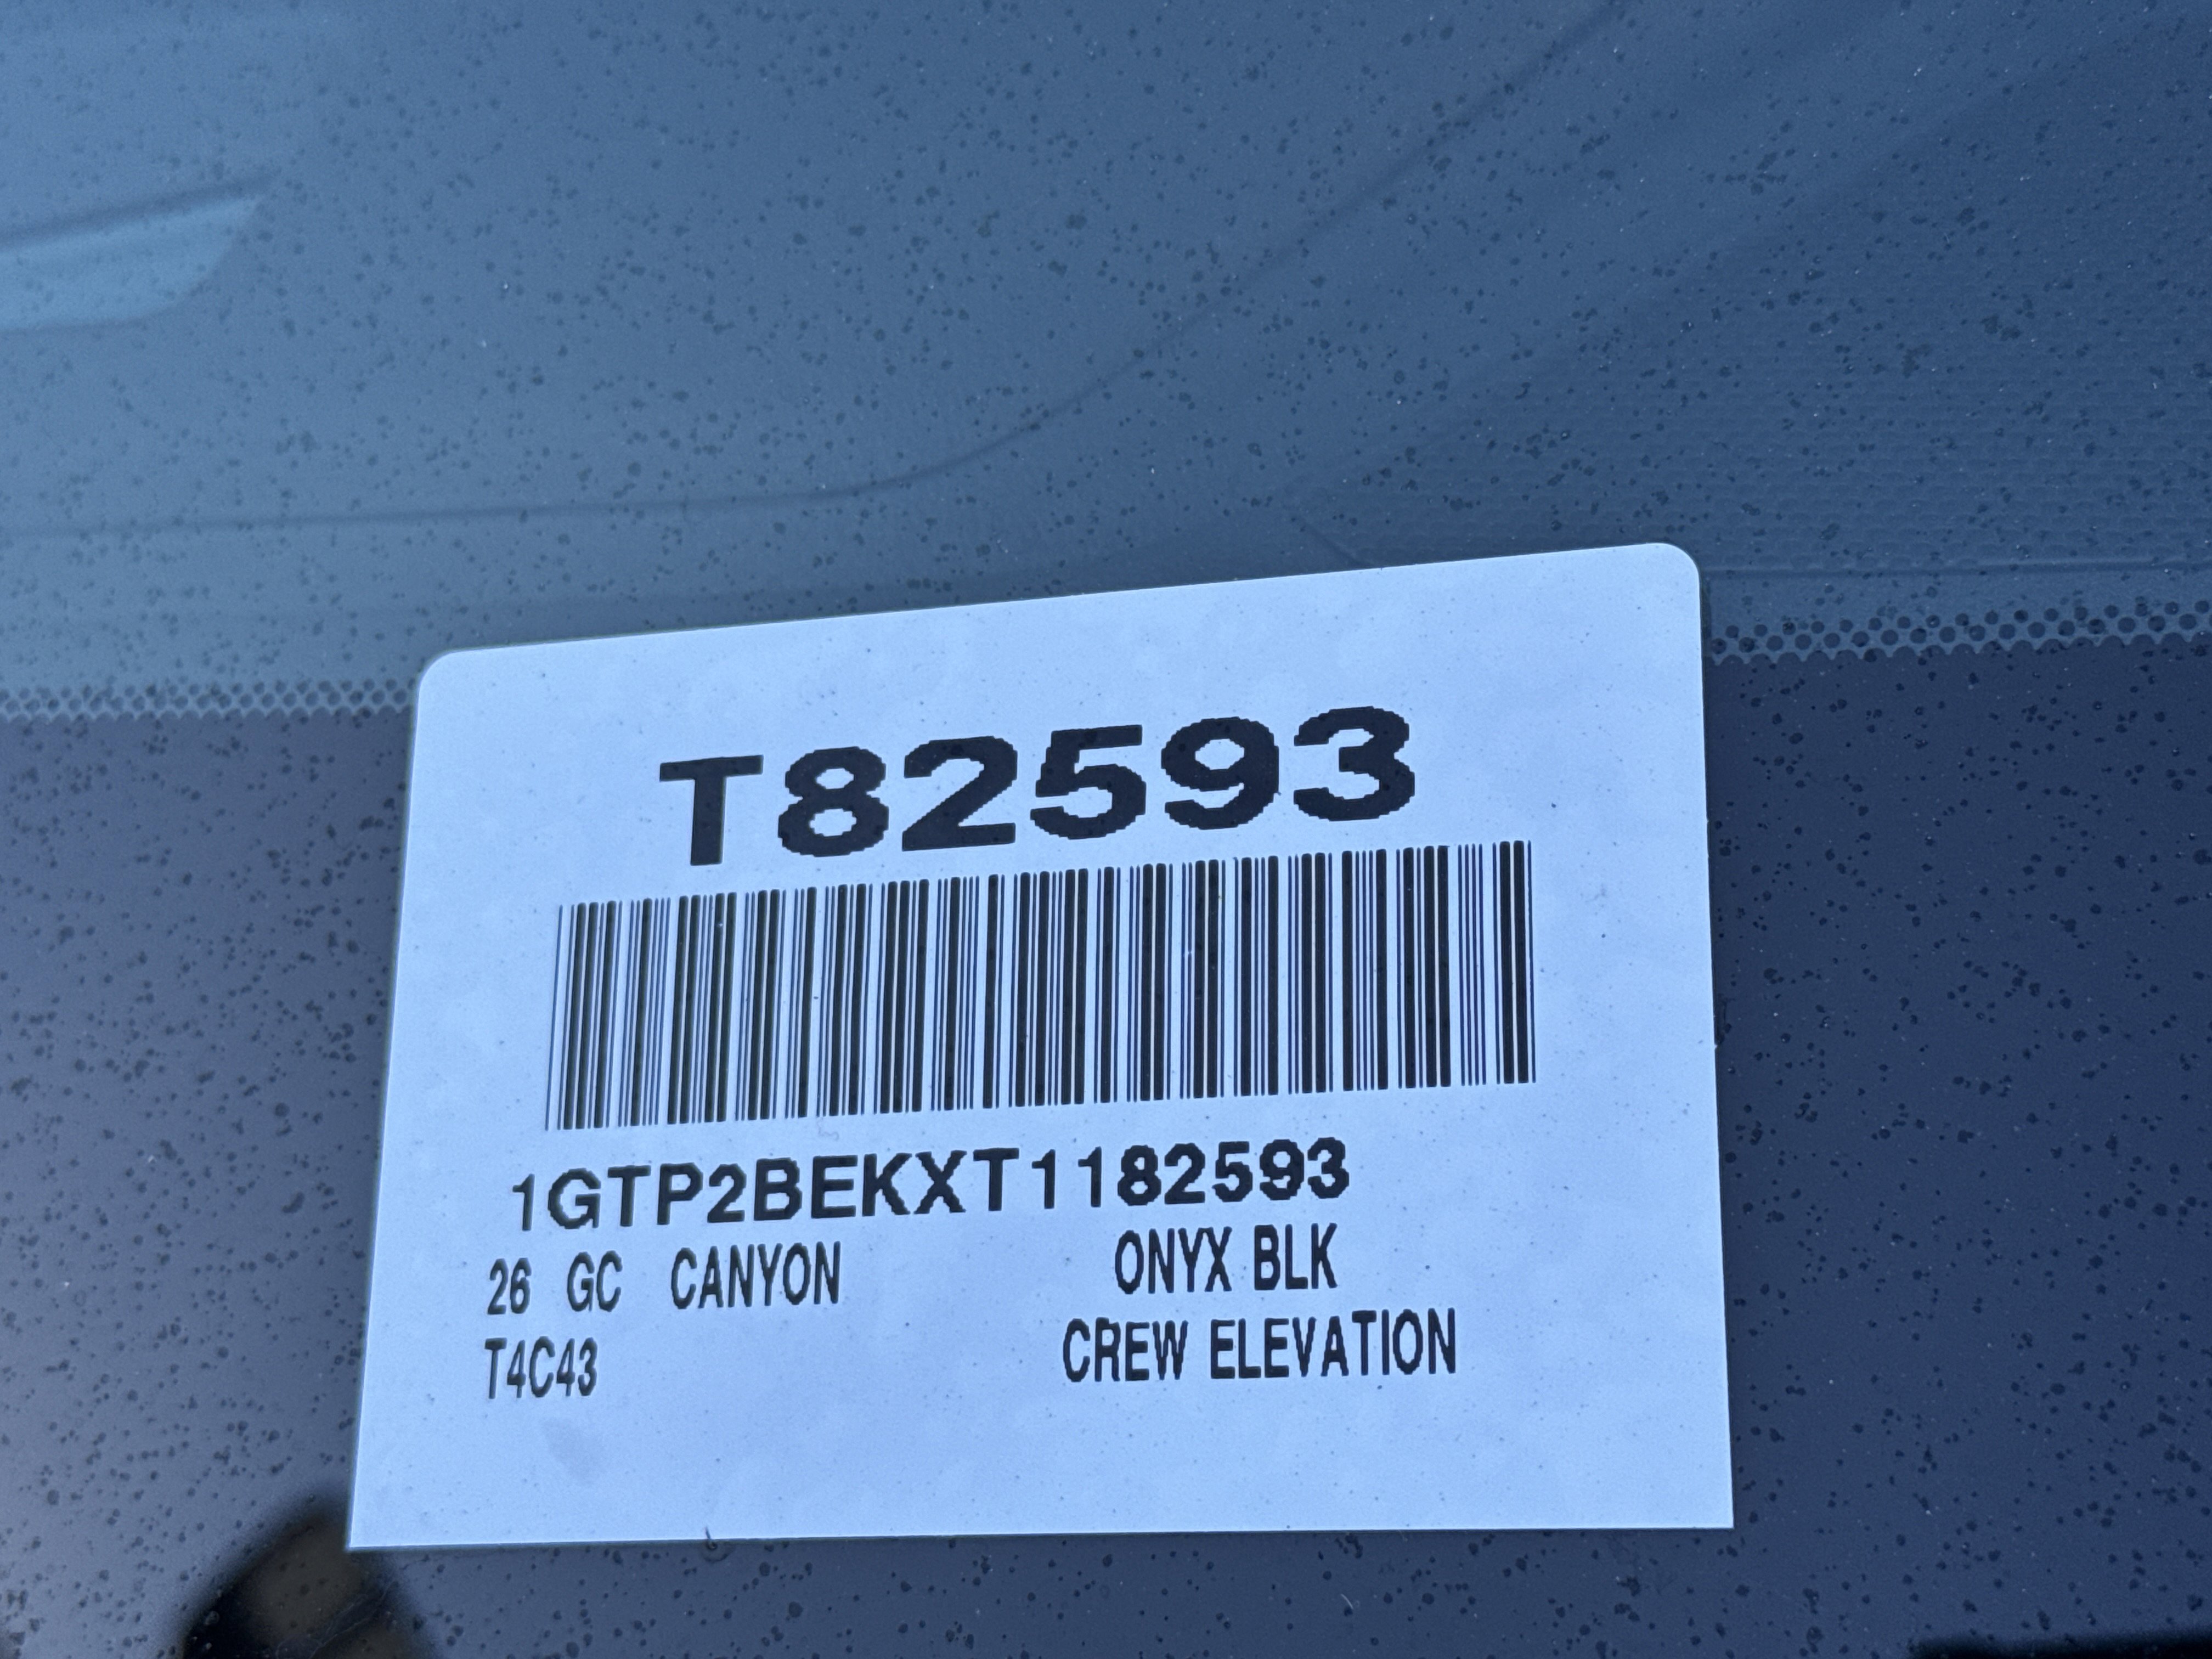 T82593
1GTP2BEKXT1182593
26 GC CANYON ONYX BLK
T4C43 CREW ELEVATION